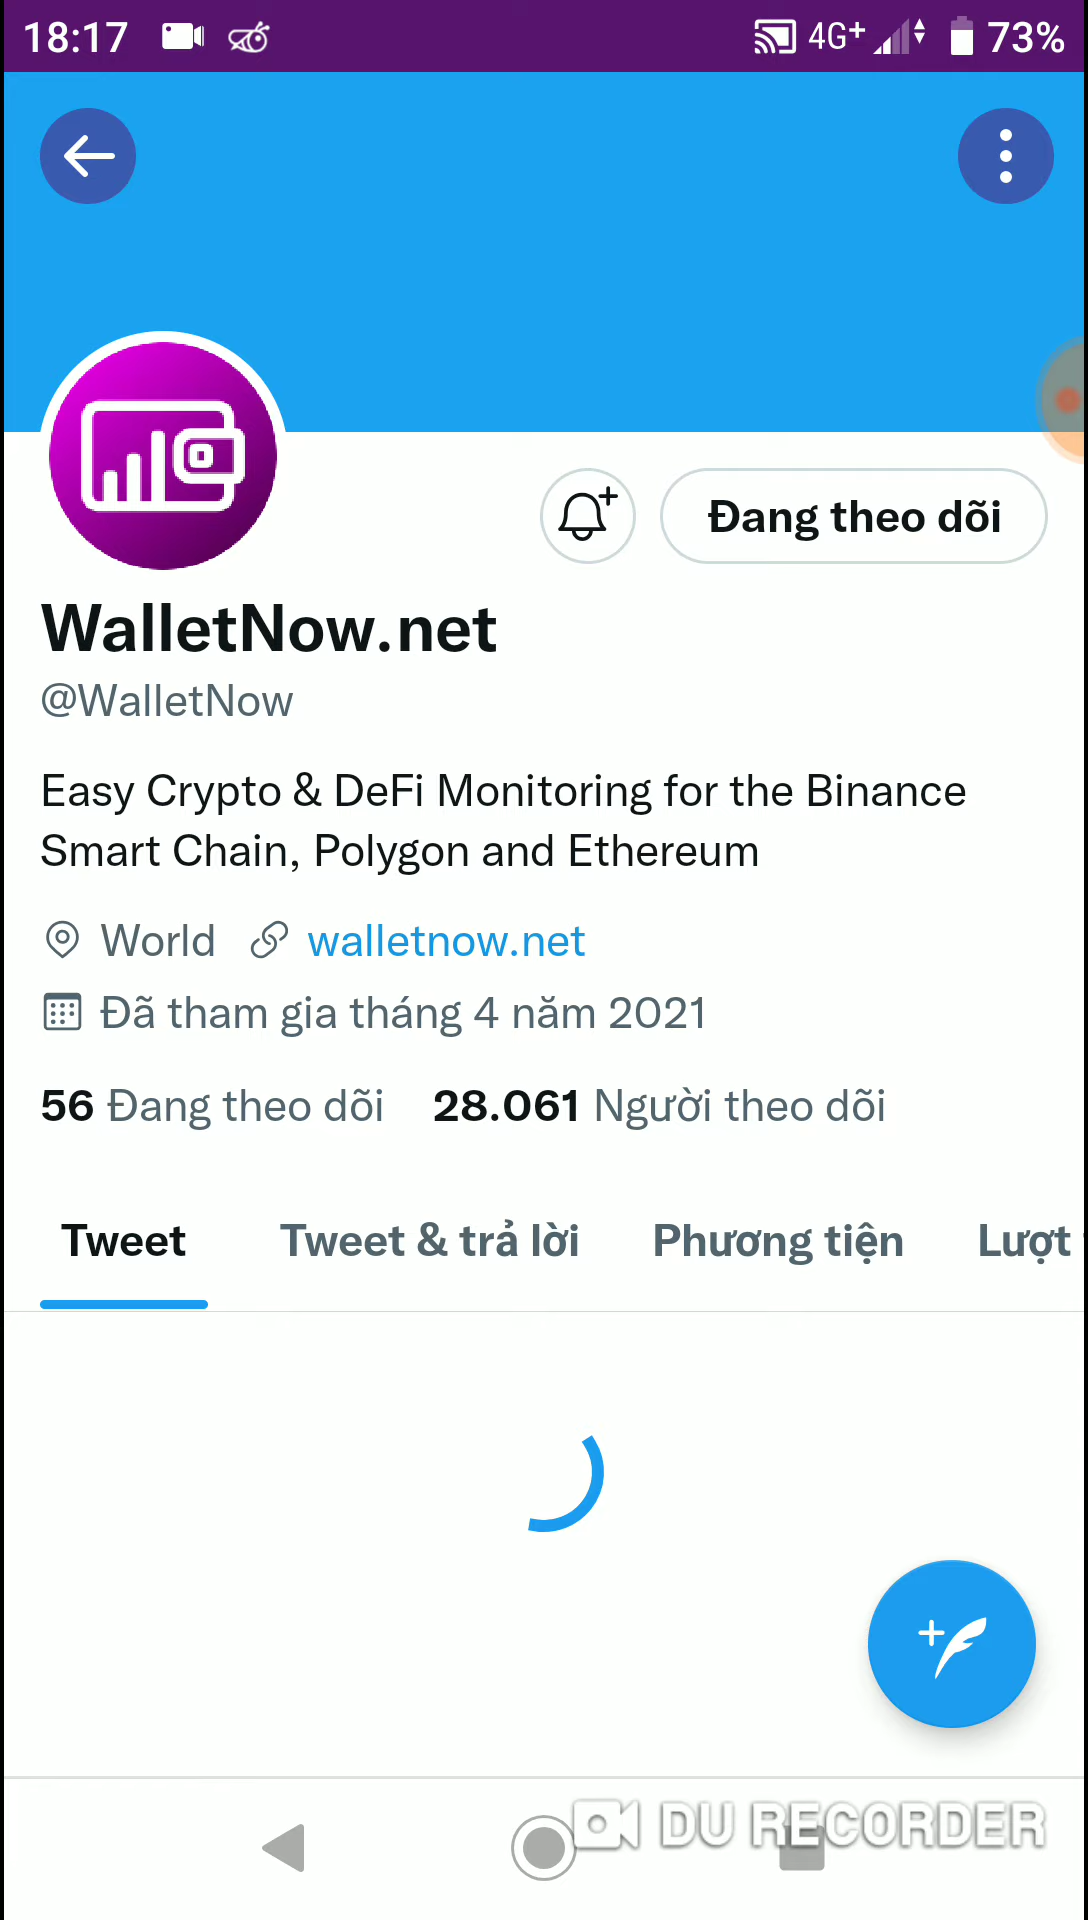 18:17 4G+ 73%
Đang theo dõi
WalletNow.net
@WalletNow
Easy Crypto & DeFi Monitoring for the Binance
Smart Chain, Polygon and Ethereum
World walletnow.net
Đã tham gia tháng 4 năm 2021
56 Đang theo dõi 28.061 Người theo dõi
Tweet Tweet & trả lời Phương tiện Lượt
DU RECORDER